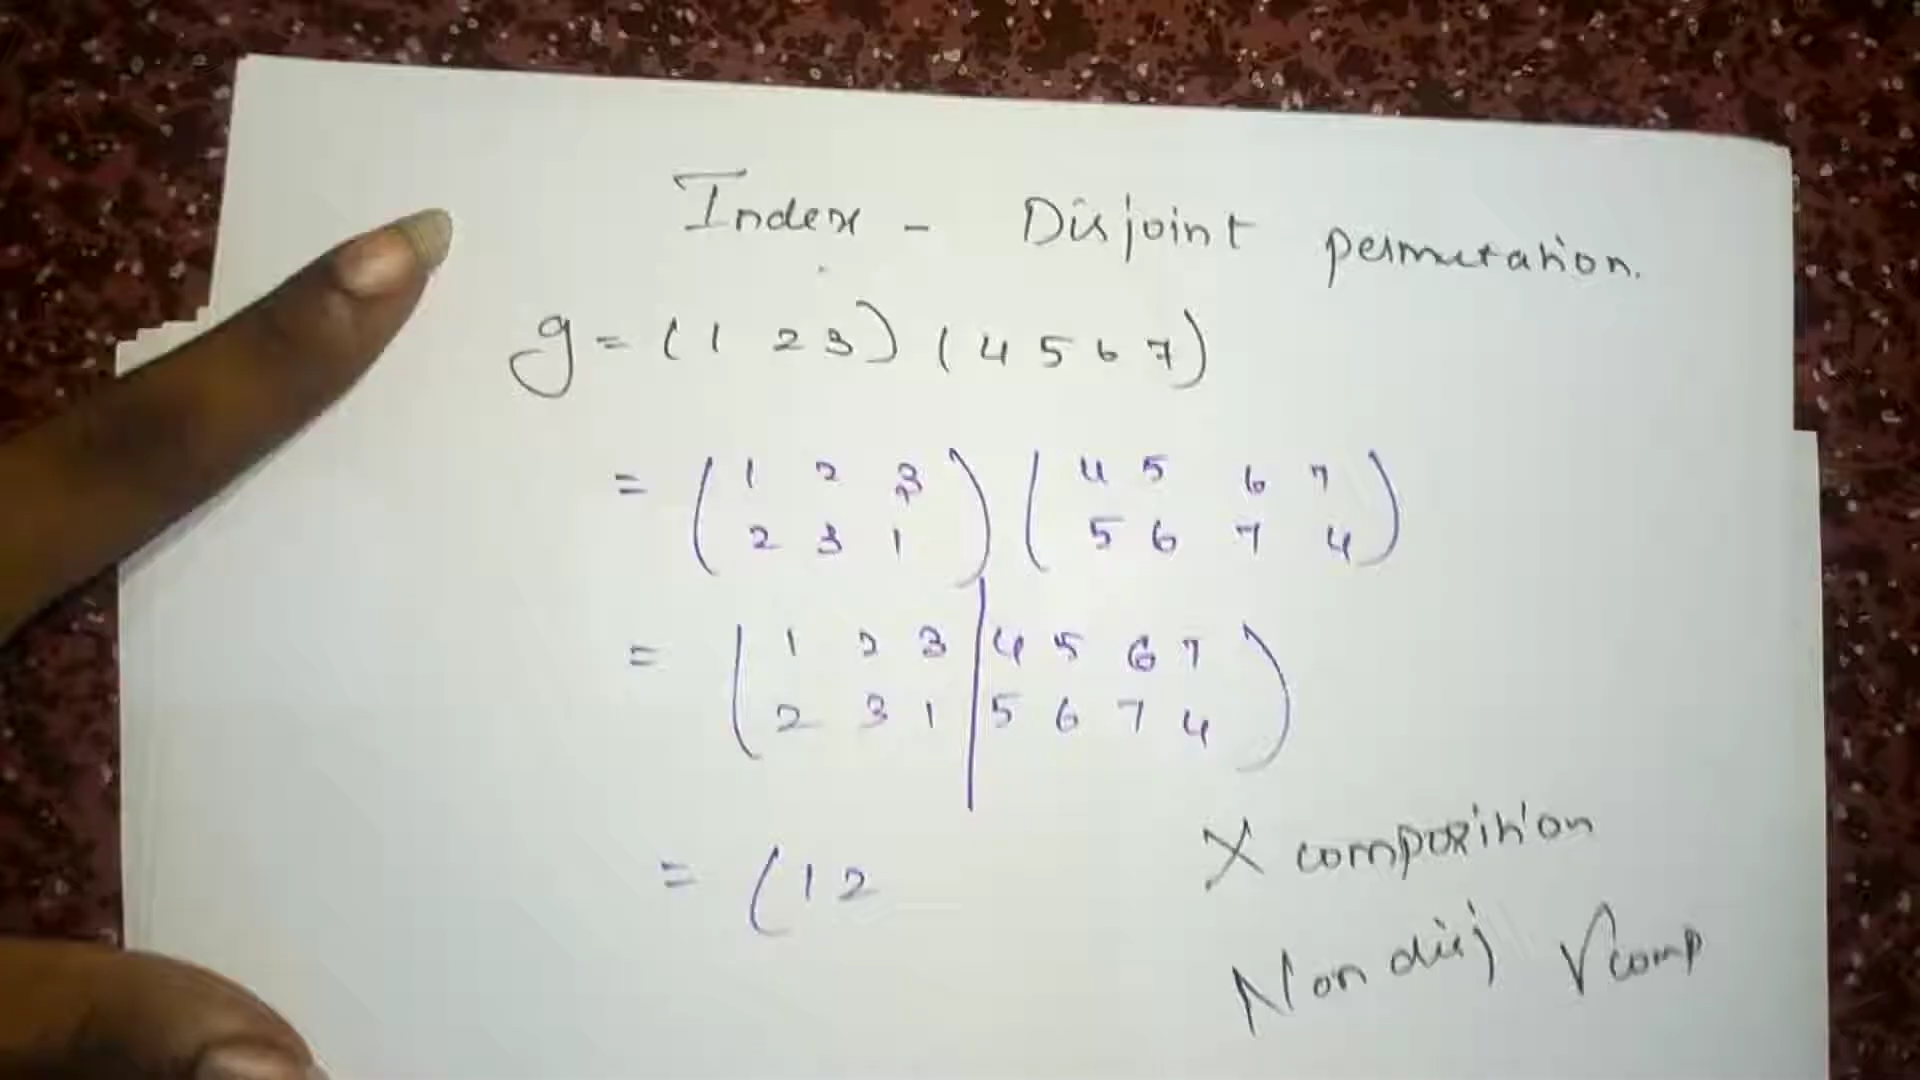 Index - Disjoint permutation.
g = (1 2 3) (4 5 6 7)
= (1 2 3) (4 5 6 7)
(2 3 1) (5 6 7 4)
= (1 2 3 | 4 5 6 7)
(2 3 1 | 5 6 7 4)
= (1 2
X composition
Non disj √comp